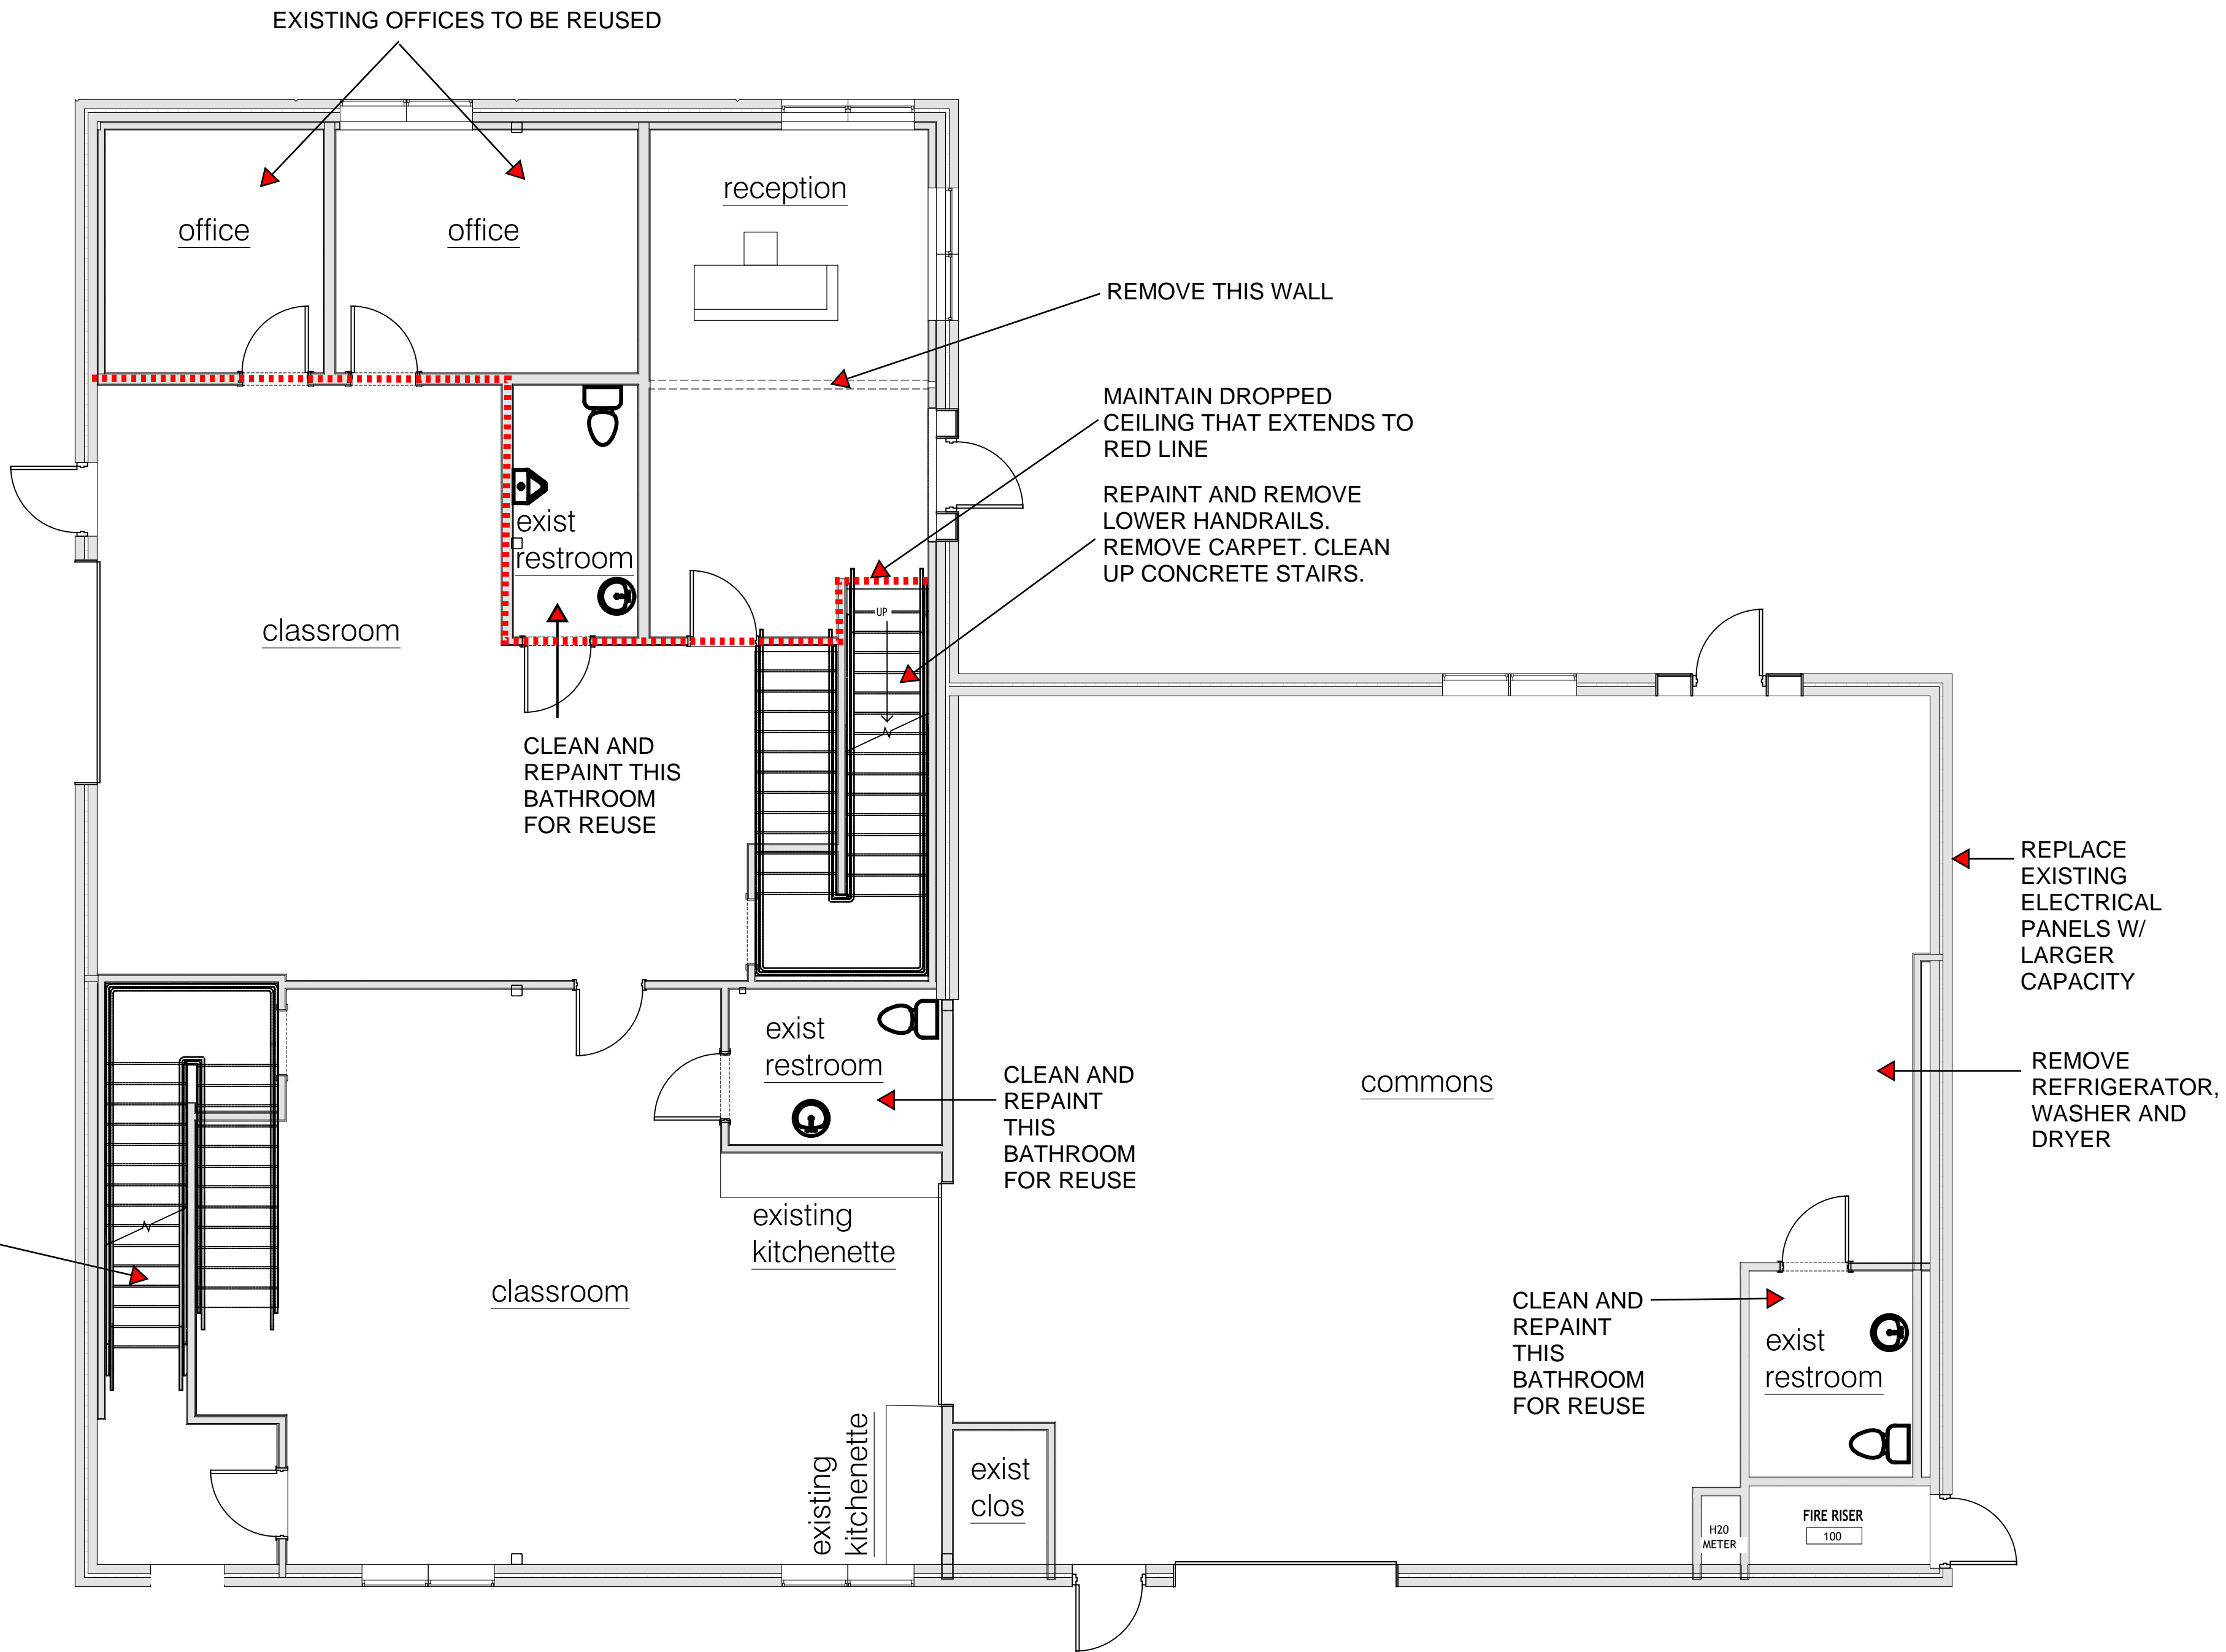 EXISTING OFFICES TO BE REUSED
reception
office
office
REMOVE THIS WALL
MAINTAIN DROPPED
CEILING THAT EXTENDS TO
RED LINE
REPAINT AND REMOVE
LOWER HANDRAILS.
REMOVE CARPET. CLEAN
UP CONCRETE STAIRS.
exist
restroom
UP
classroom
CLEAN AND
REPAINT THIS
BATHROOM
FOR REUSE
REPLACE
EXISTING
ELECTRICAL
PANELS W/
LARGER
CAPACITY
exist
restroom
CLEAN AND
REPAINT
THIS
BATHROOM
FOR REUSE
commons
REMOVE
REFRIGERATOR,
WASHER AND
DRYER
existing
kitchenette
classroom
CLEAN AND
REPAINT
THIS
BATHROOM
FOR REUSE
exist
restroom
existing
kitchenette
exist
clos
H20
METER
FIRE RISER
100